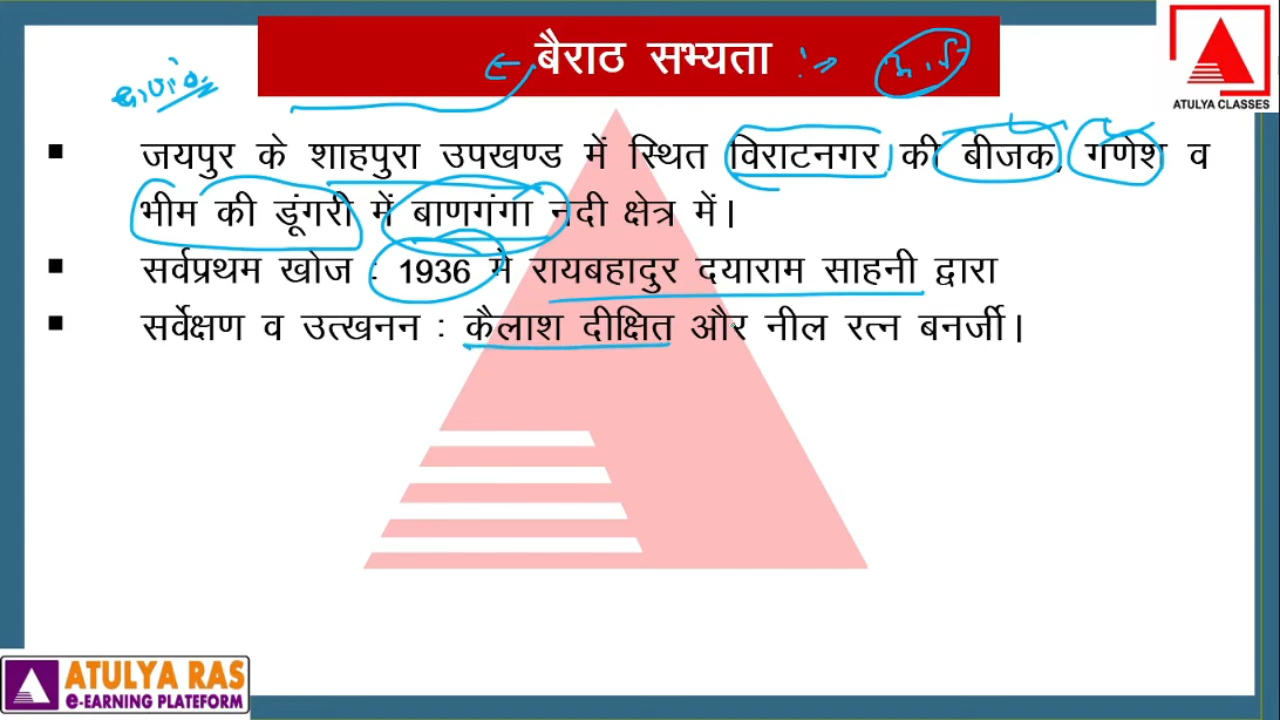 बैराठ सभ्यता
ATULYA CLASSES
▪ जयपुर के शाहपुरा उपखण्ड में स्थित विराटनगर की बीजक, गणेश व
भीम की डूंगरी में बाणगंगा नदी क्षेत्र में।
▪ सर्वप्रथम खोज : 1936 में रायबहादुर दयाराम साहनी द्वारा
▪ सर्वेक्षण व उत्खनन : कैलाश दीक्षित और नील रत्न बनर्जी।
ATULYA RAS
e-EARNING PLATEFORM